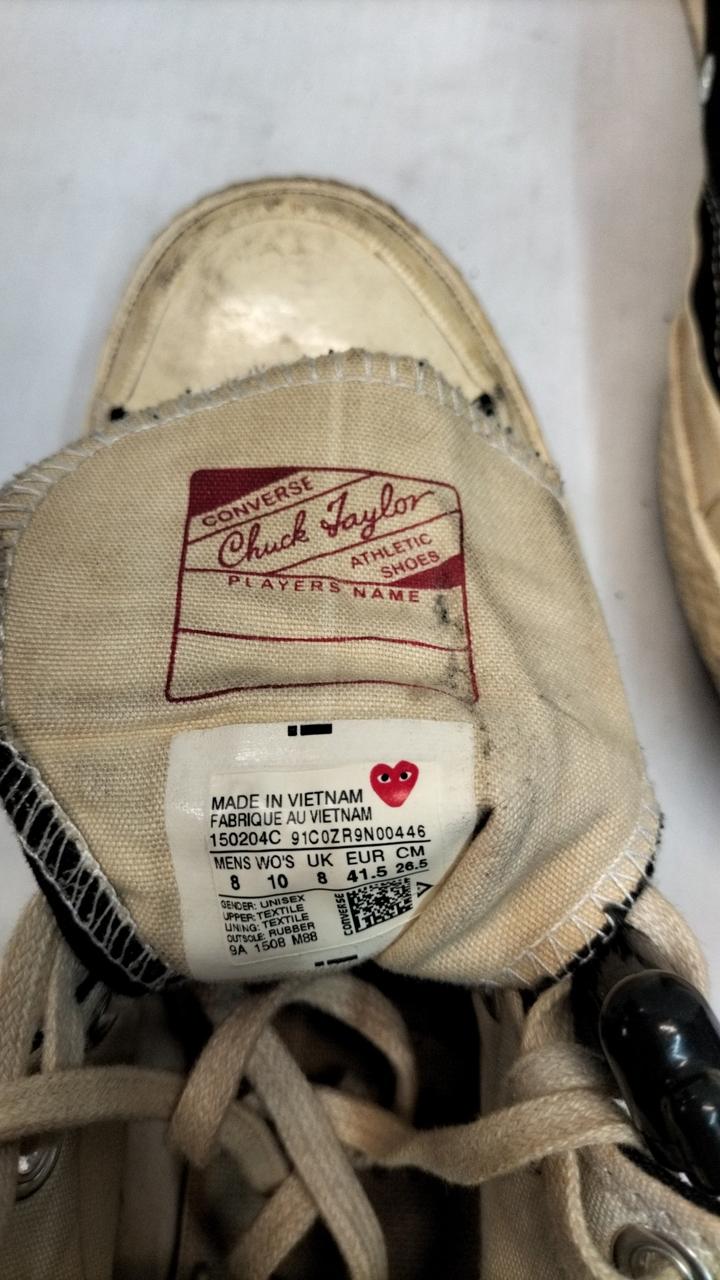 CONVERSE
Chuck Taylor
ATHLETIC
SHOES
PLAYERS NAME
MADE IN VIETNAM
FABRIQUE AU VIETNAM
150204C 91C0ZR9N00446
MENS WO'S UK EUR CM
8 10 8 41.5 26.5
GENDER: UNISEX
UPPER: TEXTILE
LINING: TEXTILE
OUTSOLE: RUBBER
9A 1508 M88
CONVERSE